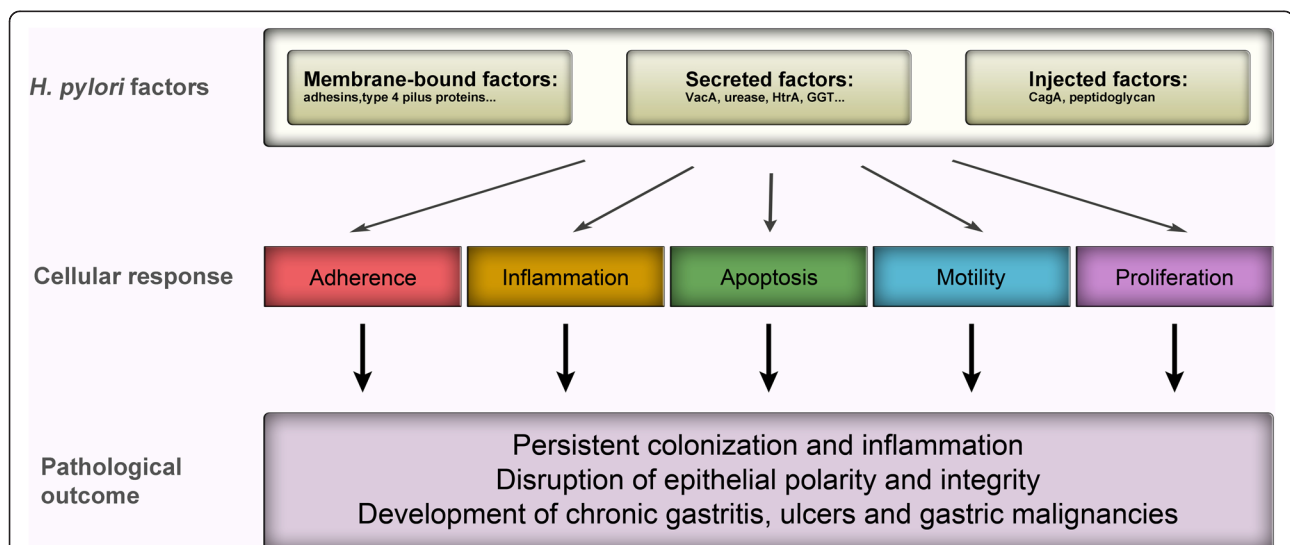 H. pylori factors
Membrane-bound factors:
adhesins,type 4 pilus proteins...
Secreted factors:
VacA, urease, HtrA, GGT...
Injected factors:
CagA, peptidoglycan
Cellular response
Adherence
Inflammation
Apoptosis
Motility
Proliferation
Pathological
outcome
Persistent colonization and inflammation
Disruption of epithelial polarity and integrity
Development of chronic gastritis, ulcers and gastric malignancies